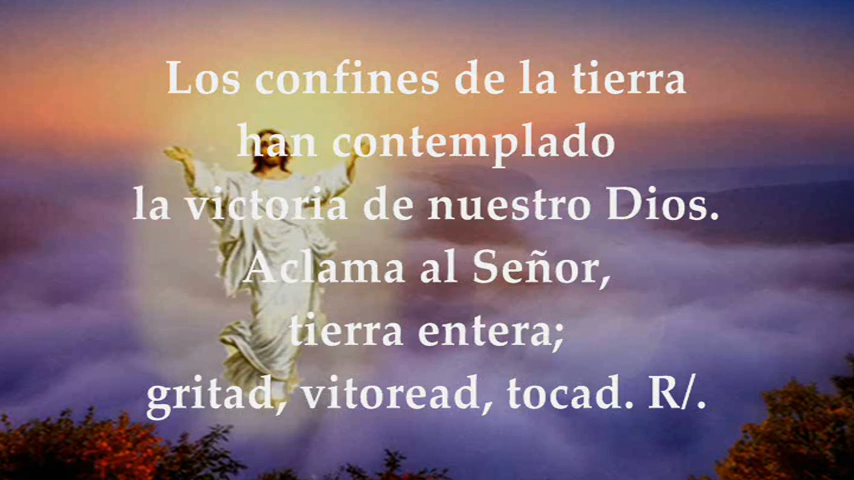 Los confines de la tierra
han contemplado
la victoria de nuestro Dios.
Aclama al Señor,
tierra entera;
gritad, vitoread, tocad. R/.